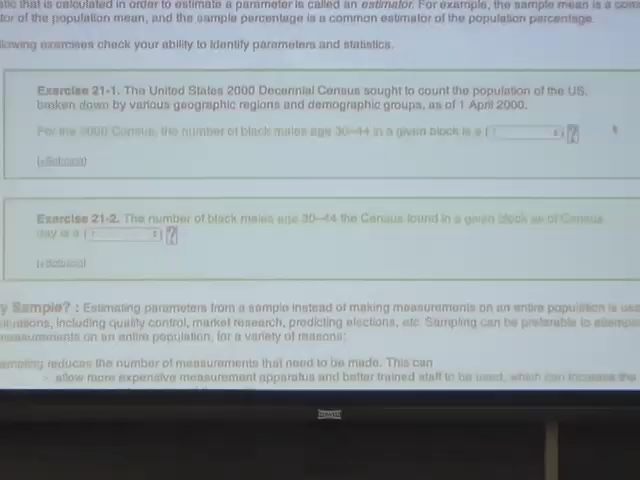 stic that is calculated in order to estimate a parameter is called an estimator. For example, the sample mean is a com
tor of the population mean, and the sample percentage is a common estimator of the population percentage.
llowing exercises check your ability to identify parameters and statistics.
Exercise 21-1. The United States 2000 Decennial Census sought to count the population of the US,
broken down by various geographic regions and demographic groups, as of 1 April 2000.
For the 2000 Census, the number of black males age 30–44 in a given block is a ?
[+Solution]
Exercise 21-2. The number of black males age 30–44 the Census found in a given block as of Census
day is a ?
[+Solution]
y Sample? : Estimating parameters from a sample instead of making measurements on an entire population is use
situations, including quality control, market research, predicting elections, etc. Sampling can be preferable to attempt
measurements on an entire population, for a variety of reasons:
ampling reduces the number of measurements that need to be made. This can
allow more expensive measurement apparatus and better trained staff to be used, which can increase the